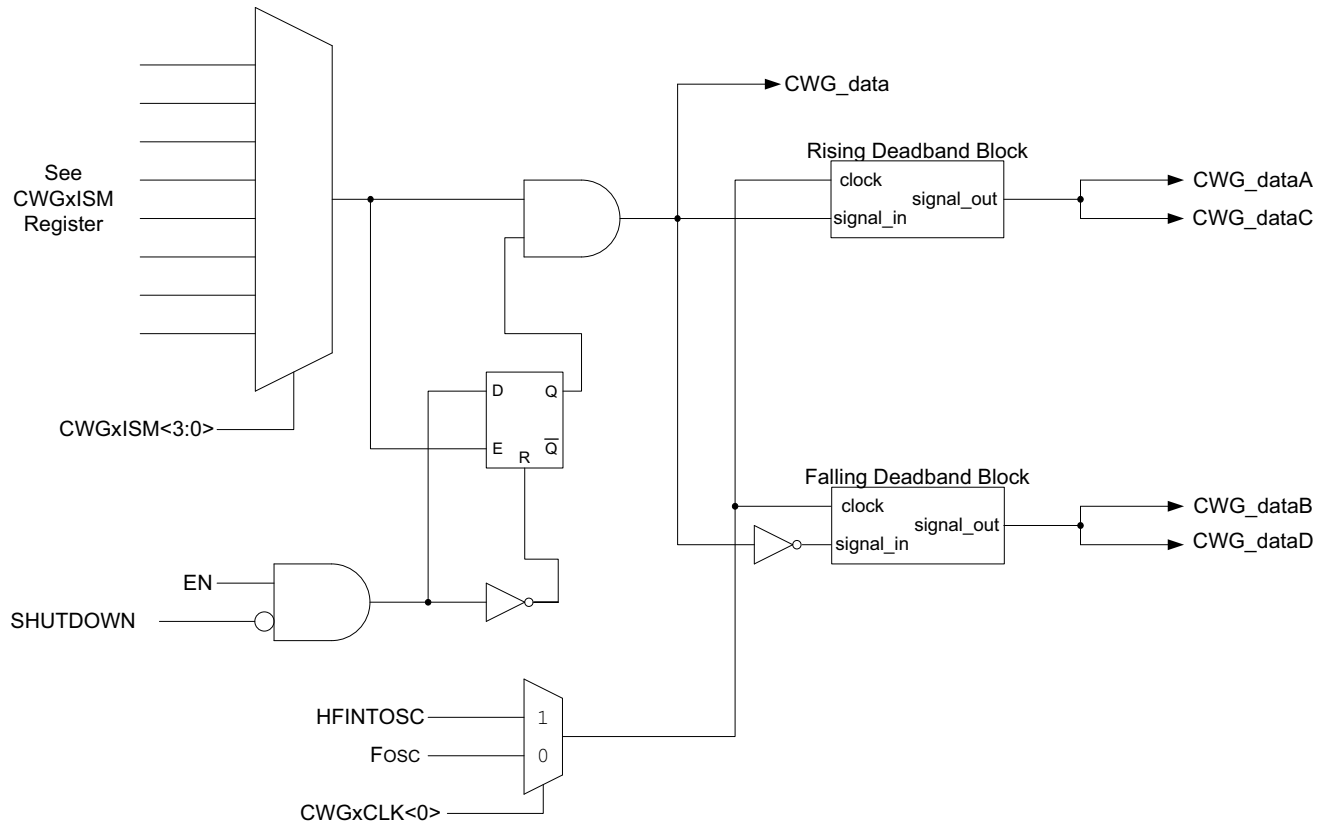 CWG_data
Rising Deadband Block
clock
signal_in
signal_out
CWG_dataA
CWG_dataC
See
CWGxISM
Register
CWGxISM<3:0>
D
Q
E
R
Q̅
Falling Deadband Block
clock
signal_in
signal_out
CWG_dataB
CWG_dataD
EN
SHUTDOWN
HFINTOSC
1
FOSC
0
CWGxCLK<0>